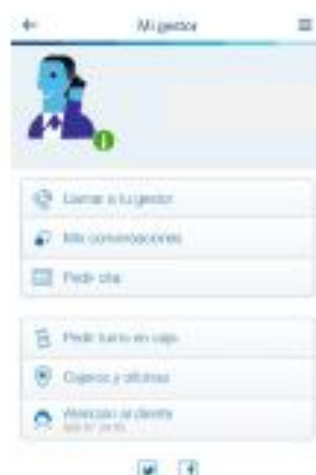 Mi gestor
Llamar a tu gestor
Mis conversaciones
Pedir cita
Pedir turno en caja
Cajeros y oficinas
Atención al cliente